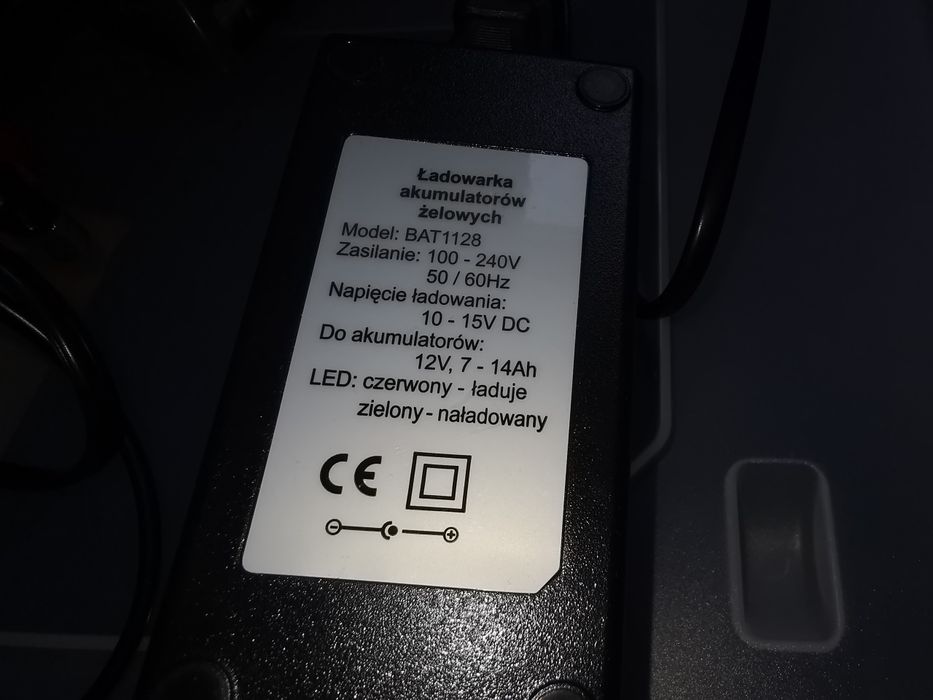 Ładowarka
akumulatorów
żelowych
Model: BAT1128
Zasilanie: 100 - 240V
50 / 60Hz
Napięcie ładowania:
10 - 15V DC
Do akumulatorów:
12V, 7 - 14Ah
LED: czerwony - ładuje
zielony - naładowany
CE